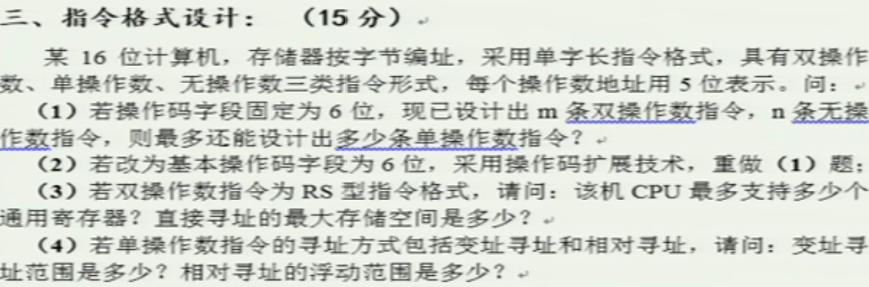 三、指令格式设计： （15 分）
某 16 位计算机，存储器按字节编址，采用单字长指令格式，具有双操作
数、单操作数、无操作数三类指令形式，每个操作数地址用 5 位表示。问：
（1）若操作码字段固定为 6 位，现已设计出 m 条双操作数指令，n 条无操
作数指令，则最多还能设计出多少条单操作数指令？
（2）若改为基本操作码字段为 6 位，采用操作码扩展技术，重做（1）题；
（3）若双操作数指令为 RS 型指令格式，请问：该机 CPU 最多支持多少个
通用寄存器？直接寻址的最大存储空间是多少？
（4）若单操作数指令的寻址方式包括变址寻址和相对寻址，请问：变址寻
址范围是多少？相对寻址的浮动范围是多少？